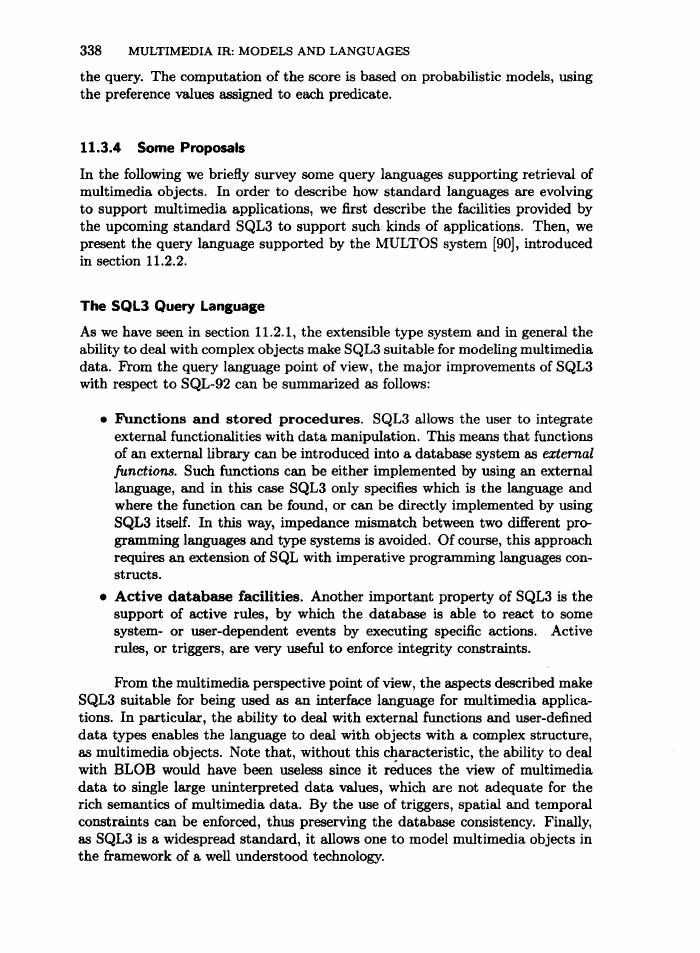 338 MULTIMEDIA IR: MODELS AND LANGUAGES
the query. The computation of the score is based on probabilistic models, using
the preference values assigned to each predicate.
11.3.4 Some Proposals
In the following we briefly survey some query languages supporting retrieval of
multimedia objects. In order to describe how standard languages are evolving
to support multimedia applications, we first describe the facilities provided by
the upcoming standard SQL3 to support such kinds of applications. Then, we
present the query language supported by the MULTOS system [90], introduced
in section 11.2.2.
The SQL3 Query Language
As we have seen in section 11.2.1, the extensible type system and in general the
ability to deal with complex objects make SQL3 suitable for modeling multimedia
data. From the query language point of view, the major improvements of SQL3
with respect to SQL-92 can be summarized as follows:
• Functions and stored procedures. SQL3 allows the user to integrate
external functionalities with data manipulation. This means that functions
of an external library can be introduced into a database system as external
functions. Such functions can be either implemented by using an external
language, and in this case SQL3 only specifies which is the language and
where the function can be found, or can be directly implemented by using
SQL3 itself. In this way, impedance mismatch between two different pro-
gramming languages and type systems is avoided. Of course, this approach
requires an extension of SQL with imperative programming languages con-
structs.
• Active database facilities. Another important property of SQL3 is the
support of active rules, by which the database is able to react to some
system- or user-dependent events by executing specific actions. Active
rules, or triggers, are very useful to enforce integrity constraints.
From the multimedia perspective point of view, the aspects described make
SQL3 suitable for being used as an interface language for multimedia applica-
tions. In particular, the ability to deal with external functions and user-defined
data types enables the language to deal with objects with a complex structure,
as multimedia objects. Note that, without this characteristic, the ability to deal
with BLOB would have been useless since it reduces the view of multimedia
data to single large uninterpreted data values, which are not adequate for the
rich semantics of multimedia data. By the use of triggers, spatial and temporal
constraints can be enforced, thus preserving the database consistency. Finally,
as SQL3 is a widespread standard, it allows one to model multimedia objects in
the framework of a well understood technology.